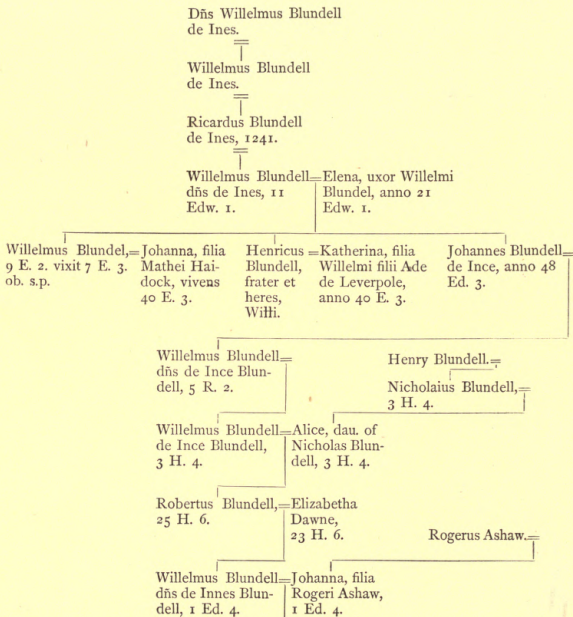 Dñs Willelmus Blundell
de Ines.
Willelmus Blundell
de Ines.
Ricardus Blundell
de Ines, 1241.
Willelmus Blundell=Elena, uxor Willelmi
dñs de Ines, 11
Edw. 1.
Blundel, anno 21
Edw. 1.
Willelmus Blundel,=Johanna, filia
9 E. 2. vixit 7 E. 3.
ob. s.p.
Mathei Hai-
dock, vivens
40 E. 3.
Henricus =Katherina, filia
Blundell,
frater et
heres,
Willi.
Willelmi filii Ade
de Leverpole,
anno 40 E. 3.
Johannes Blundell=
de Ince, anno 48
Ed. 3.
Willelmus Blundell=
dñs de Ince Blun-
dell, 5 R. 2.
Henry Blundell.=
Nicholaius Blundell,=
3 H. 4.
Willelmus Blundell=Alice, dau. of
de Ince Blundell,
3 H. 4.
Nicholas Blun-
dell, 3 H. 4.
Robertus Blundell,=Elizabetha
25 H. 6.
Dawne,
23 H. 6.
Rogerus Ashaw.=
Willelmus Blundell=Johanna, filia
dñs de Innes Blun-
dell, 1 Ed. 4.
Rogeri Ashaw,
1 Ed. 4.